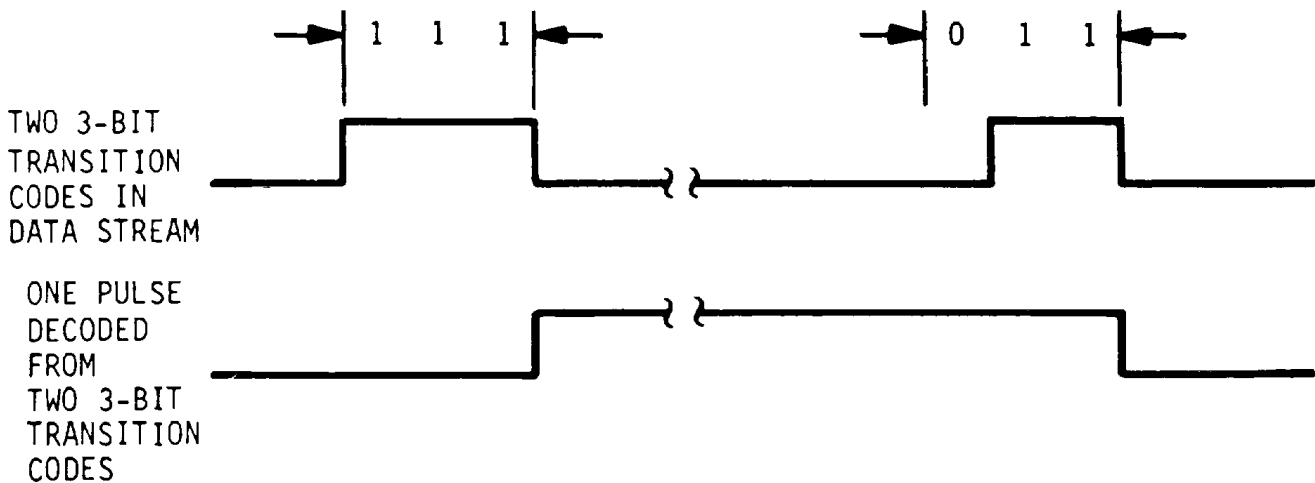 1 1 1
0 1 1
TWO 3-BIT
TRANSITION
CODES IN
DATA STREAM
ONE PULSE
DECODED
FROM
TWO 3-BIT
TRANSITION
CODES